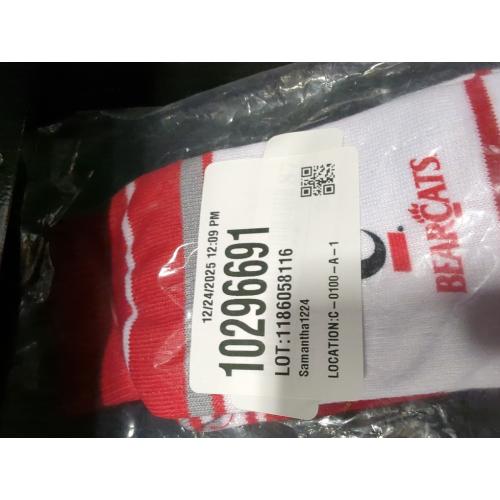 12/24/2025 12:09 PM
10296691
LOT:1186058116
Samantha1224
LOCATION:C-0100-A-1
BEARCATS